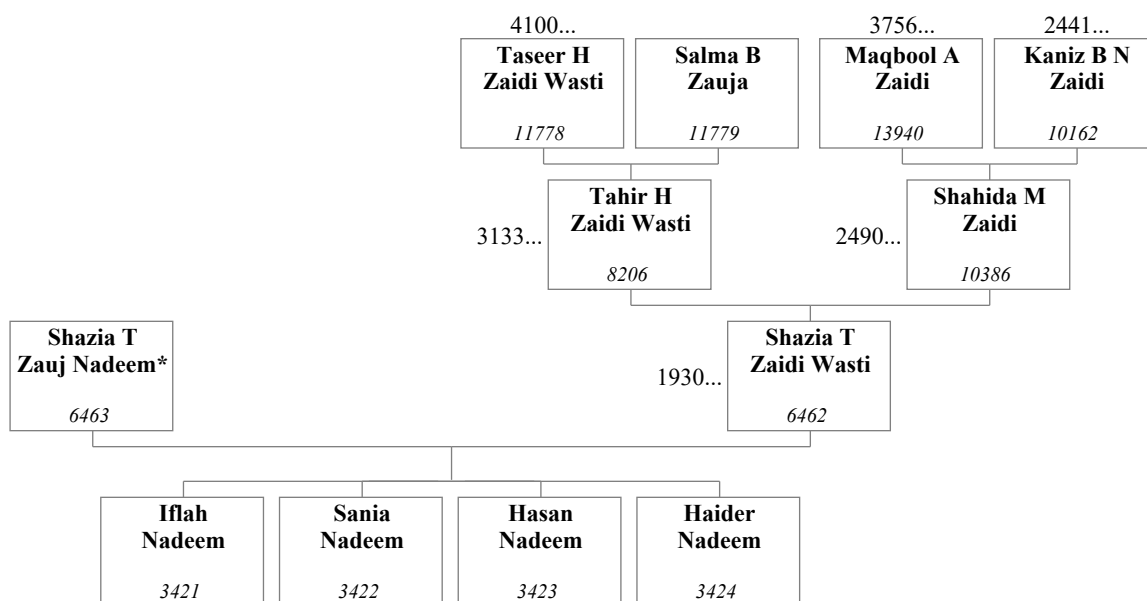 4100...
3756...
2441...
Taseer H
Zaidi Wasti
11778
Salma B
Zauja
11779
Maqbool A
Zaidi
13940
Kaniz B N
Zaidi
10162
3133...
Tahir H
Zaidi Wasti
8206
2490...
Shahida M
Zaidi
10386
Shazia T
Zauj Nadeem*
6463
1930...
Shazia T
Zaidi Wasti
6462
Iflah
Nadeem
3421
Sania
Nadeem
3422
Hasan
Nadeem
3423
Haider
Nadeem
3424